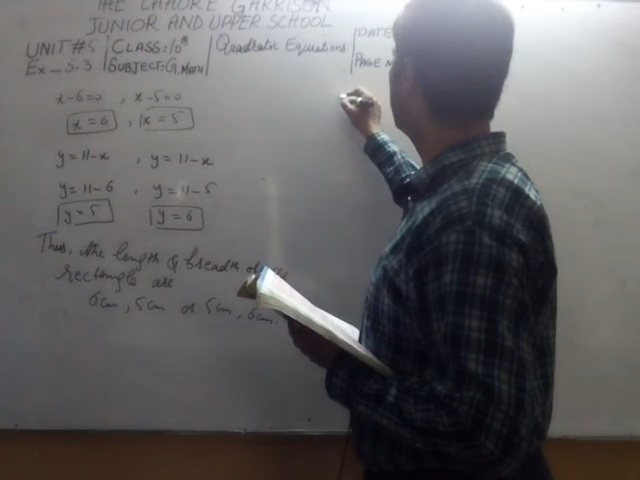 THE LAHORE GARRISON
JUNIOR AND UPPER SCHOOL
UNIT #5 | CLASS: 10th | Quadratic Equations | DATE
Ex-5.3 | SUBJECT: G. MATH | PAGE N
x-6=0 , x-5=0
x=6 , x=5
y=11-x , y=11-x
y=11-6 , y=11-5
y=5 y=6
Thus, the length & breadth of
rectangle are
6cm, 5cm or 5cm, 6cm.